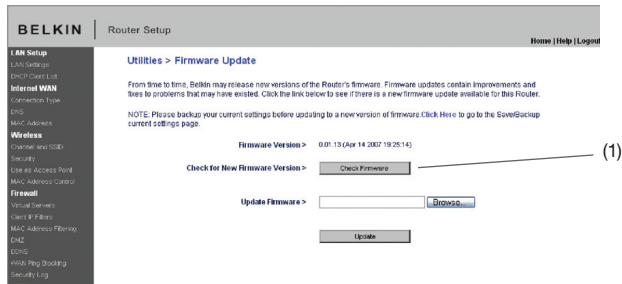 BELKIN
Router Setup
Home | Help | Logout
LAN Setup
LAN Settings
DHCP Client List
Internet WAN
Connection Type
DNS
MAC Address
Wireless
Channel and SSID
Security
Use as Access Point
MAC Address Control
Firewall
Virtual Servers
Client IP Filters
MAC Address Filtering
DMZ
DDNS
WAN Ping Blocking
Security Log
Utilities > Firmware Update
From time to time, Belkin may release new versions of the Router's firmware. Firmware updates contain improvements and
fixes to problems that may have existed. Click the link below to see if there is a new firmware update available for this Router.
NOTE: Please backup your current settings before updating to a new version of firmware.Click Here to go to the Save/Backup
current settings page.
Firmware Version > 0.01.13 (Apr 14 2007 19:25:14)
Check for New Firmware Version > Check Firmware
(1)
Update Firmware > Browse...
Update